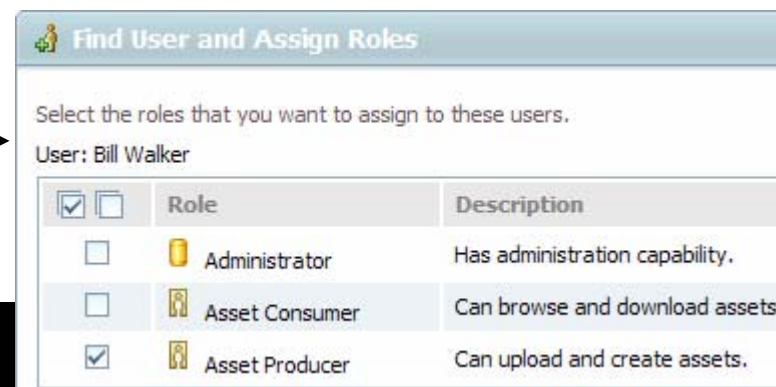 Find User and Assign Roles
Select the roles that you want to assign to these users.
User: Bill Walker
Role Description
Administrator Has administration capability.
Asset Consumer Can browse and download assets
Asset Producer Can upload and create assets.